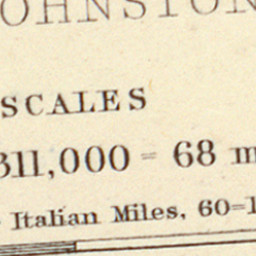 OHNSTON
SCALES
311,000 = 68 m
Italian Miles, 60=1